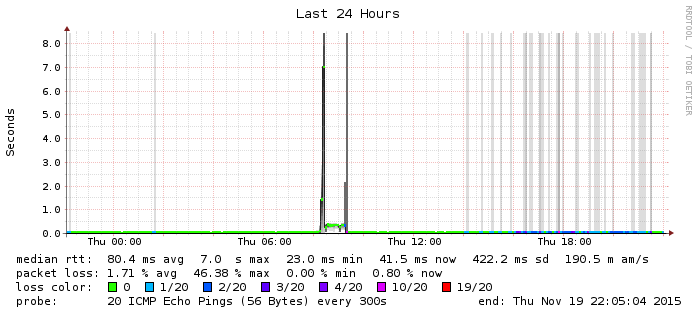 Last 24 Hours
RRDTOOL / TOBI OETIKER
Seconds
8.0
7.0
6.0
5.0
4.0
3.0
2.0
1.0
0.0
Thu 00:00 Thu 06:00 Thu 12:00 Thu 18:00
median rtt: 80.4 ms avg 7.0 s max 23.0 ms min 41.5 ms now 422.2 ms sd 190.5 m am/s
packet loss: 1.71 % avg 46.38 % max 0.00 % min 0.80 % now
loss color: 0 1/20 2/20 3/20 4/20 10/20 19/20
probe: 20 ICMP Echo Pings (56 Bytes) every 300s end: Thu Nov 19 22:05:04 2015